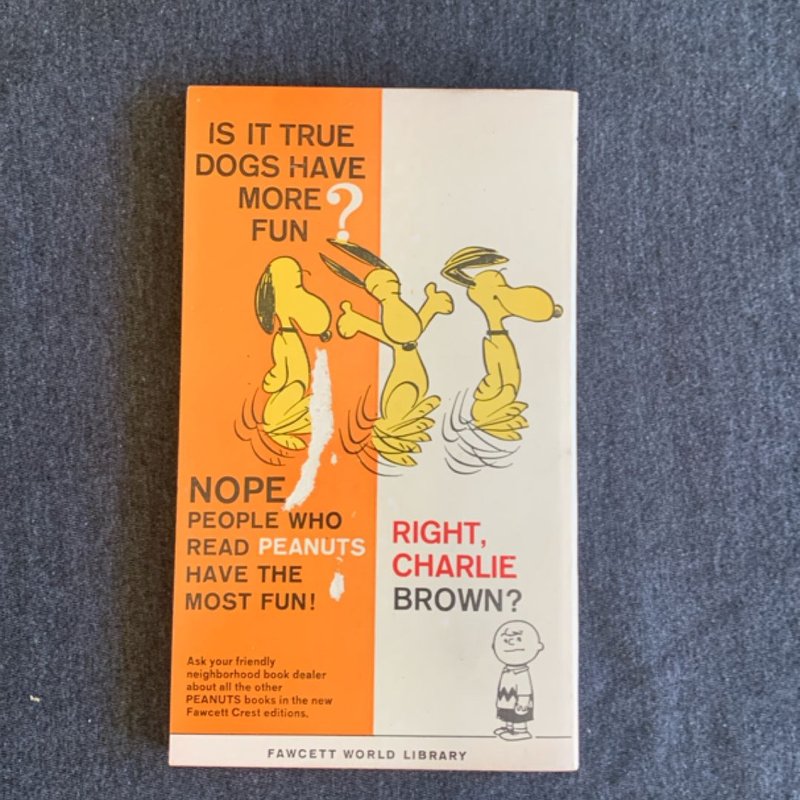 IS IT TRUE
DOGS HAVE
MORE?
FUN
NOPE
PEOPLE WHO
READ PEANUTS
HAVE THE
MOST FUN!
RIGHT,
CHARLIE
BROWN?
Ask your friendly
neighborhood book dealer
about all the other
PEANUTS books in the new
Fawcett Crest editions.
FAWCETT WORLD LIBRARY